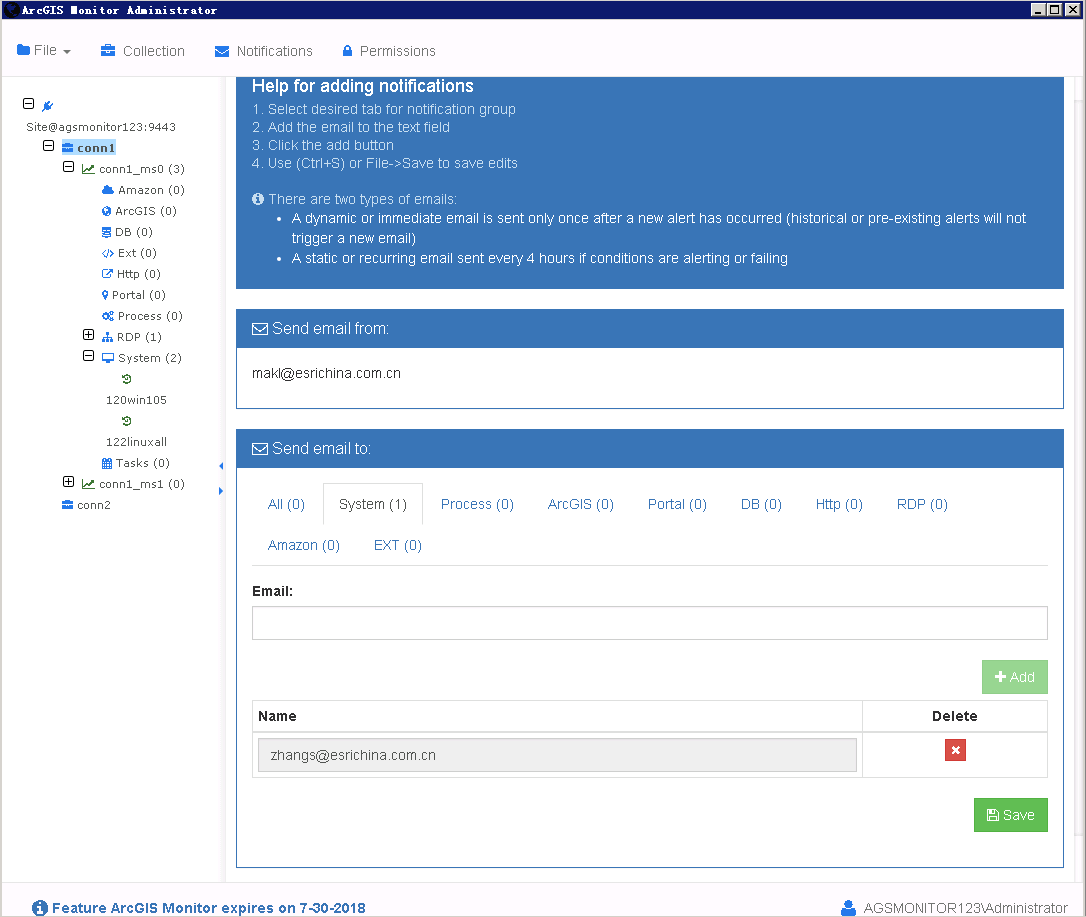 ArcGIS Monitor Administrator
File Collection Notifications Permissions
Site@agsmonitor123:9443
conn1
conn1_ms0 (3)
Amazon (0)
ArcGIS (0)
DB (0)
Ext (0)
Http (0)
Portal (0)
Process (0)
RDP (1)
System (2)
120win105
122linuxall
Tasks (0)
conn1_ms1 (0)
conn2
Help for adding notifications
1. Select desired tab for notification group
2. Add the email to the text field
3. Click the add button
4. Use (Ctrl+S) or File->Save to save edits
There are two types of emails:
• A dynamic or immediate email is sent only once after a new alert has occurred (historical or pre-existing alerts will not
trigger a new email)
• A static or recurring email sent every 4 hours if conditions are alerting or failing
Send email from:
makl@esrichina.com.cn
Send email to:
All (0) System (1) Process (0) ArcGIS (0) Portal (0) DB (0) Http (0) RDP (0)
Amazon (0) EXT (0)
Email:
Add
Name Delete
zhangs@esrichina.com.cn
Save
Feature ArcGIS Monitor expires on 7-30-2018 AGSMONITOR123\Administrator